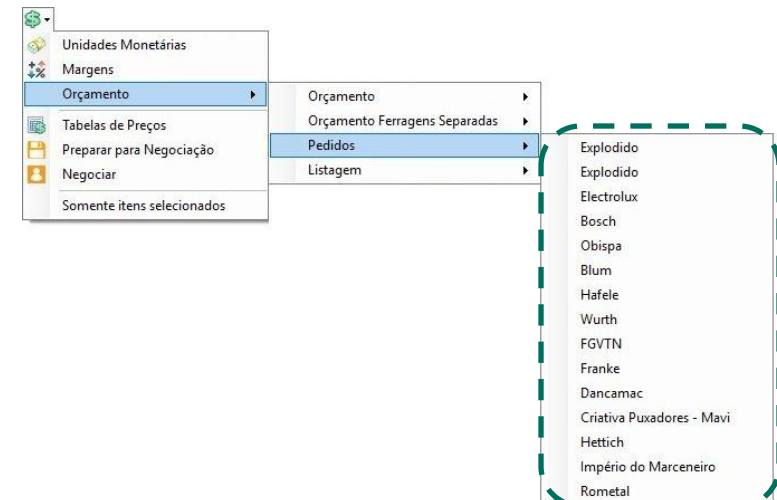 Unidades Monetárias
Margens
Orçamento
Tabelas de Preços
Preparar para Negociação
Negociar
Somente itens selecionados
Orçamento
Orçamento Ferragens Separadas
Pedidos
Listagem
Explodido
Explodido
Electrolux
Bosch
Obispa
Blum
Hafele
Wurth
FGVTN
Franke
Dancamac
Criativa Puxadores - Mavi
Hettich
Império do Marceneiro
Rometal